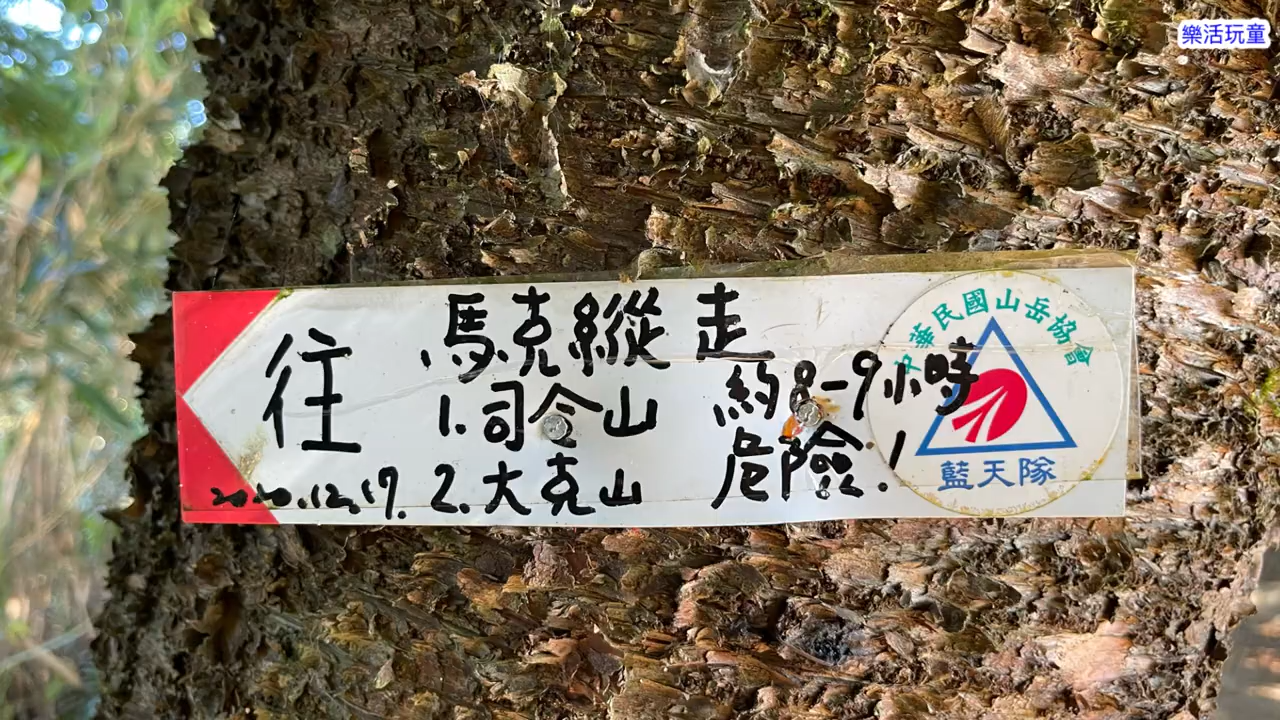 樂活玩童
往 馬克縱走
1.司令山 約8-9小時
2020.12.17. 2.大克山 危險!
中華民國山岳協會
藍天隊